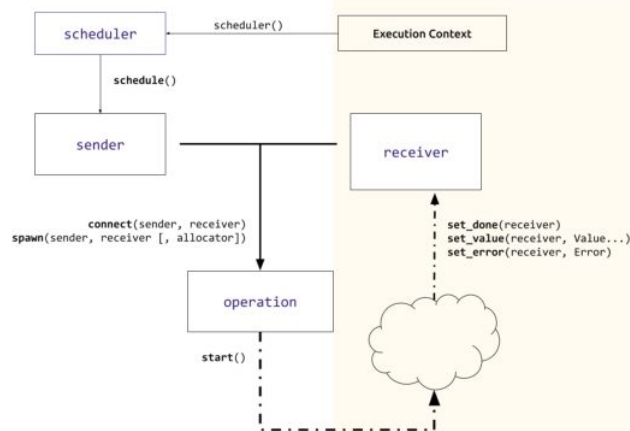 scheduler
scheduler()
Execution Context
schedule()
sender
receiver
connect(sender, receiver)
spawn(sender, receiver [, allocator])
set_done(receiver)
set_value(receiver, Value...)
set_error(receiver, Error)
operation
start()